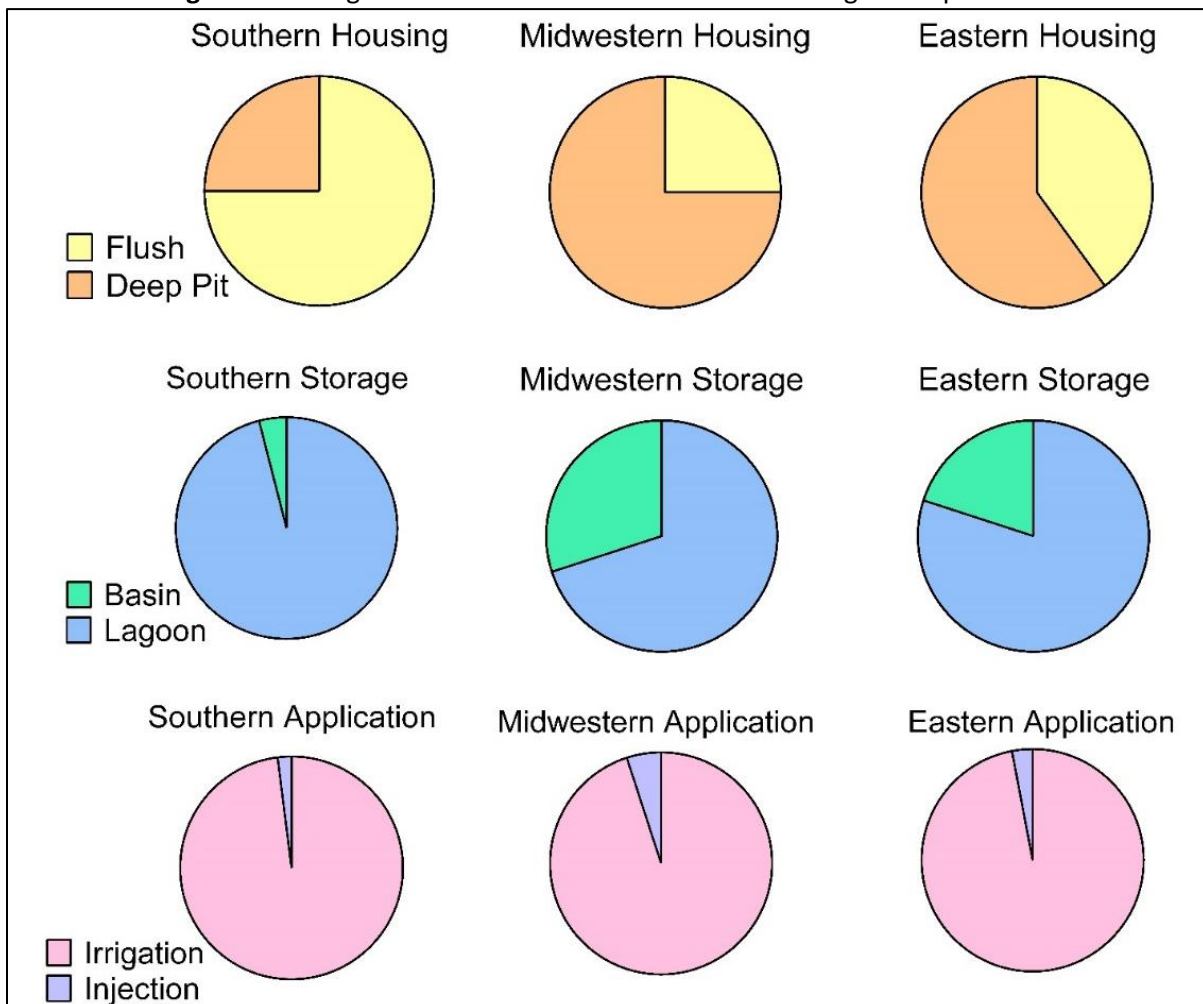 Southern Housing Midwestern Housing Eastern Housing
Flush
Deep Pit
Southern Storage Midwestern Storage Eastern Storage
Basin
Lagoon
Southern Application Midwestern Application Eastern Application
Irrigation
Injection